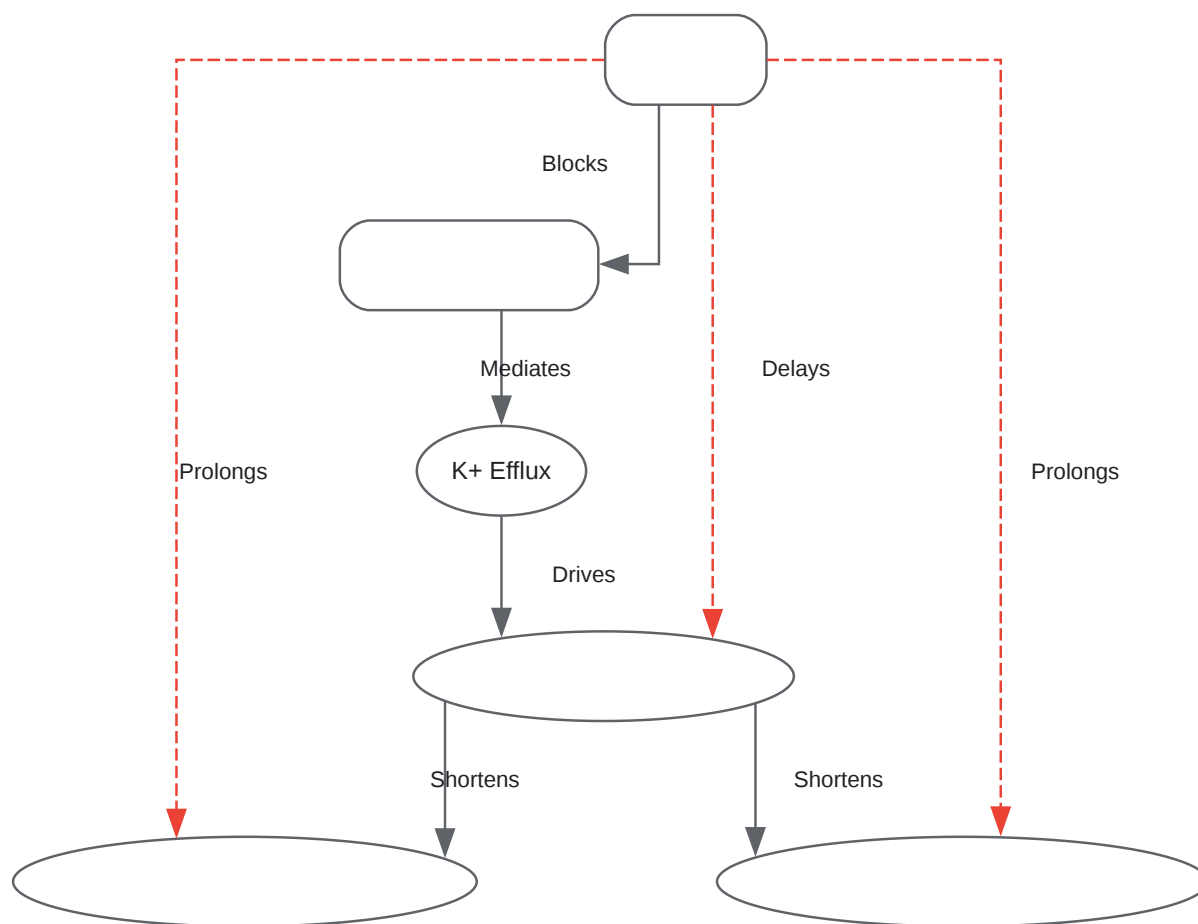 Blocks
Mediates
Delays
Prolongs
K+ Efflux
Prolongs
Drives
Shortens
Shortens